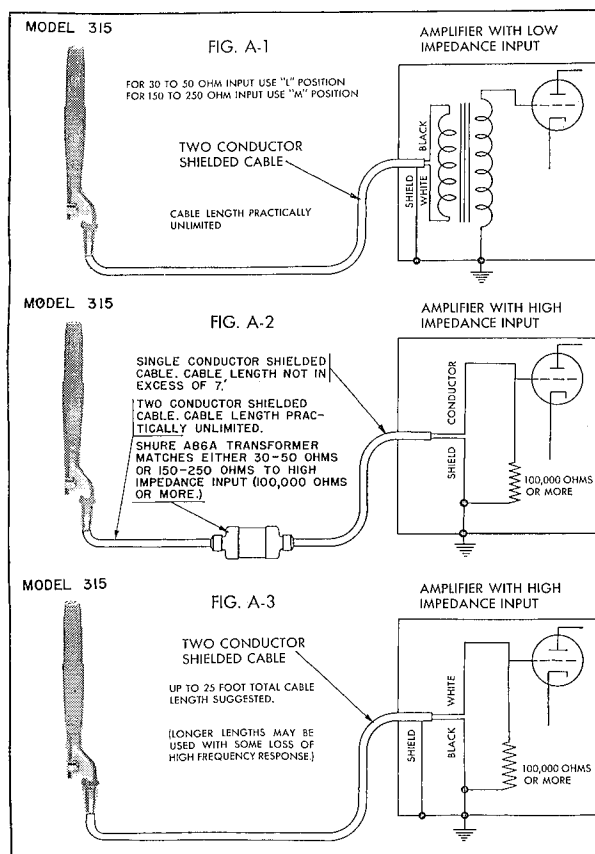 MODEL 315
FIG. A-1
AMPLIFIER WITH LOW
IMPEDANCE INPUT
FOR 30 TO 50 OHM INPUT USE "L" POSITION
FOR 150 TO 250 OHM INPUT USE "M" POSITION
TWO CONDUCTOR
SHIELDED CABLE
CABLE LENGTH PRACTICALLY
UNLIMITED
BLACK
WHITE
SHIELD
MODEL 315
FIG. A-2
AMPLIFIER WITH HIGH
IMPEDANCE INPUT
SINGLE CONDUCTOR SHIELDED
CABLE. CABLE LENGTH NOT IN
EXCESS OF 7.'
TWO CONDUCTOR SHIELDED
CABLE. CABLE LENGTH PRAC-
TICALLY UNLIMITED.
SHURE A86A TRANSFORMER
MATCHES EITHER 30-50 OHMS
OR 150-250 OHMS TO HIGH
IMPEDANCE INPUT (100,000 OHMS
OR MORE.)
CONDUCTOR
SHIELD
100,000 OHMS
OR MORE
MODEL 315
FIG. A-3
AMPLIFIER WITH HIGH
IMPEDANCE INPUT
TWO CONDUCTOR
SHIELDED CABLE
UP TO 25 FOOT TOTAL CABLE
LENGTH SUGGESTED.
(LONGER LENGTHS MAY BE
USED WITH SOME LOSS OF
HIGH FREQUENCY RESPONSE.)
WHITE
BLACK
SHIELD
100,000 OHMS
OR MORE